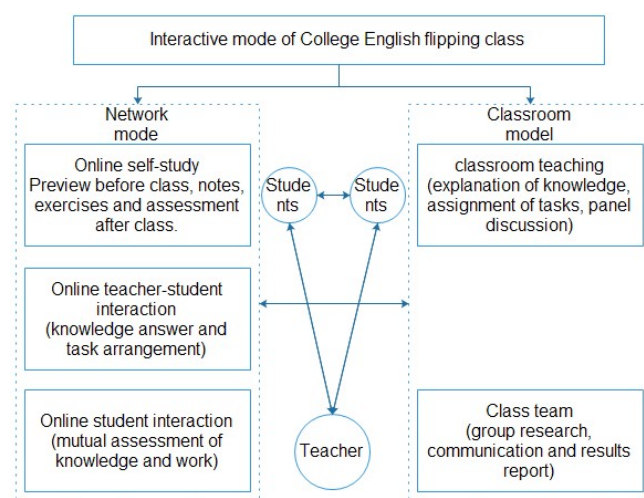 Interactive mode of College English flipping class
Network
mode
Online self-study
Preview before class, notes,
exercises and assessment
after class.
Online teacher-student
interaction
(knowledge answer and
task arrangement)
Online student interaction
(mutual assessment of
knowledge and work)
Stude
nts
Stude
nts
Teacher
Classroom
model
classroom teaching
(explanation of knowledge,
assignment of tasks, panel
discussion)
Class team
(group research,
communication and results
report)